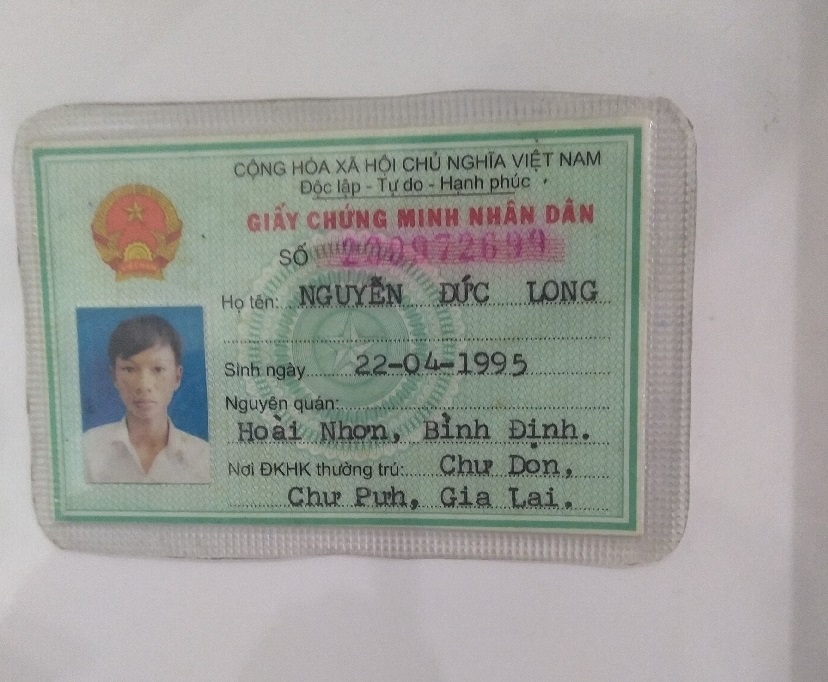 CỘNG HÒA XÃ HỘI CHỦ NGHĨA VIỆT NAM
Độc lập - Tự do - Hạnh phúc
GIẤY CHỨNG MINH NHÂN DÂN
SỐ
Họ tên: NGUYỄN ĐỨC LONG
Sinh ngày 22-04-1995
Nguyên quán:
Hoài Nhơn, Bình Định.
Nơi ĐKHK thường trú: Chư Don,
Chư Pưh, Gia Lai.